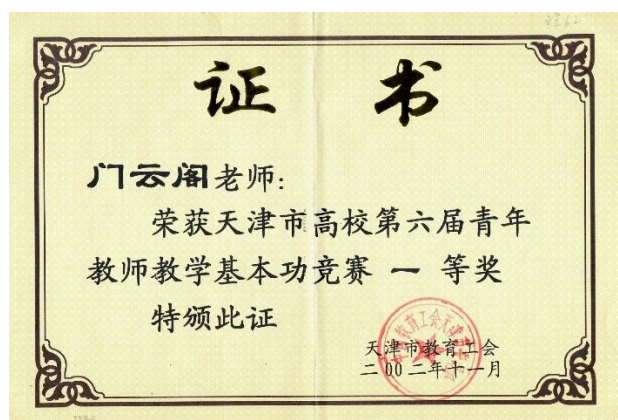 证 书
门云阁老师:
荣获天津市高校第六届青年
教师教学基本功竞赛 一 等奖
特颁此证
天津市教育工会
二00二年十一月